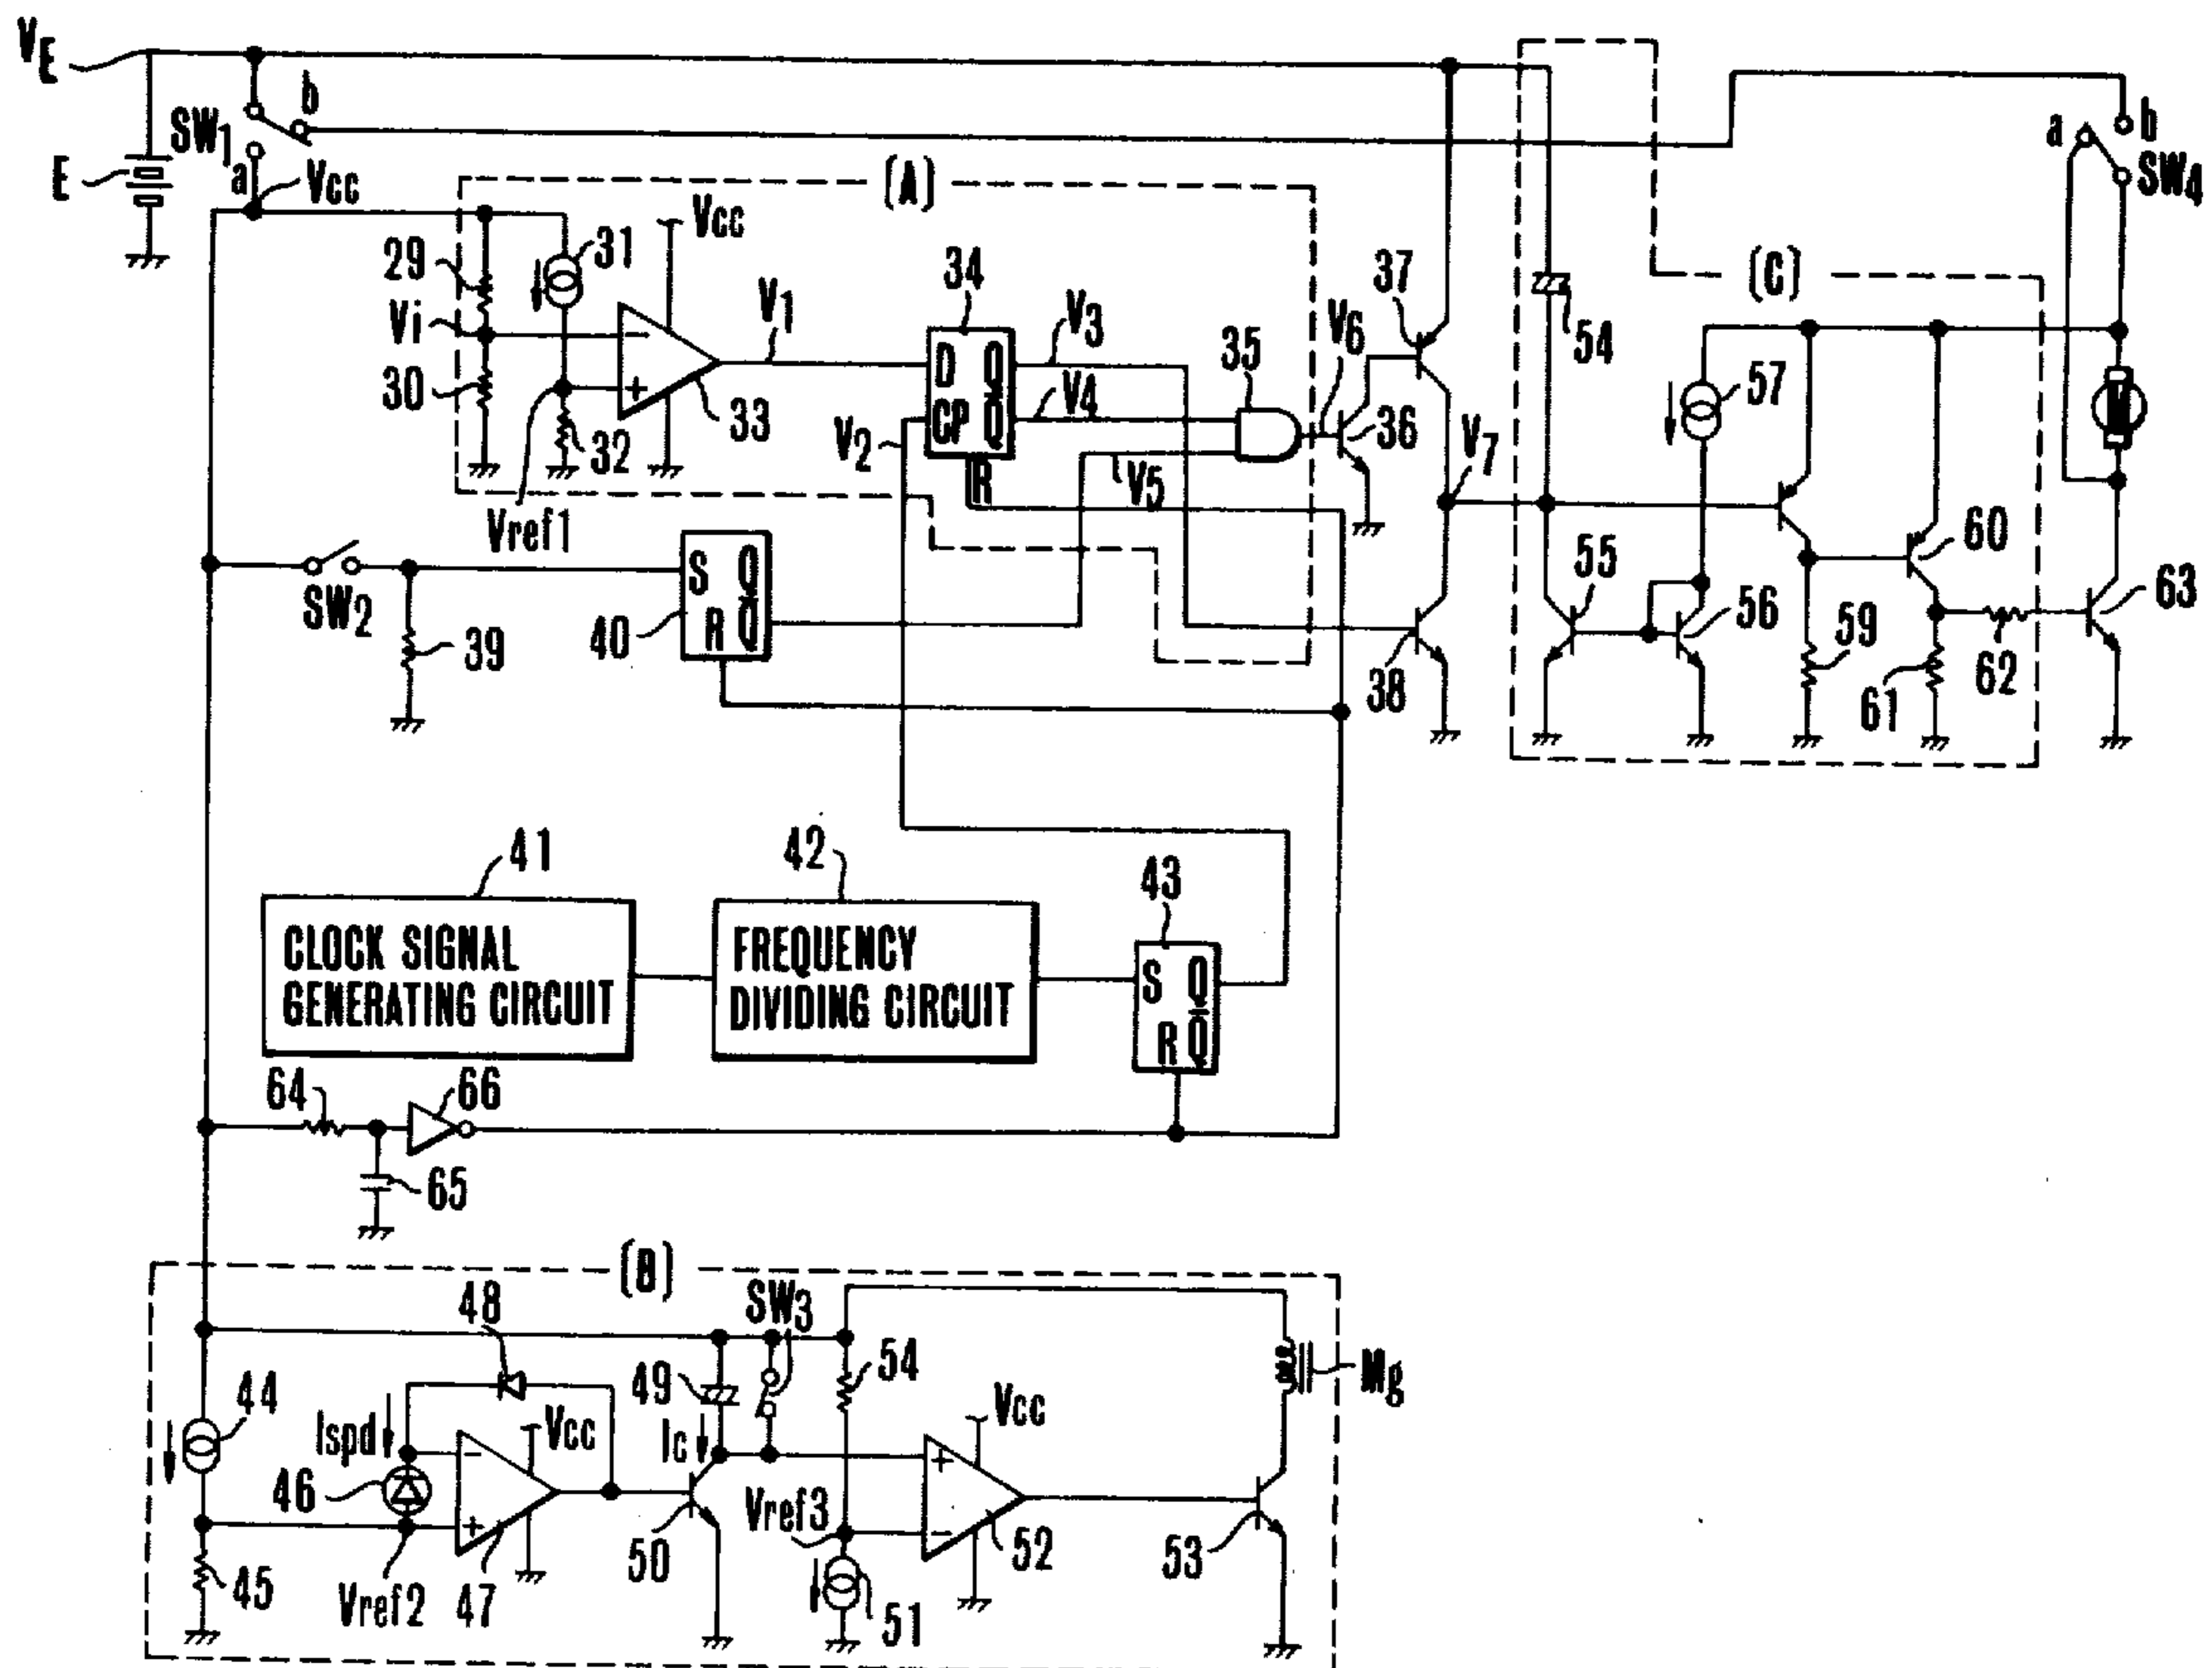 VE
b
SW1
a
Vcc
E
(A)
a
b
SW4
29
31
Vcc
Vi
30
32
33
V1
34
D Q
CP Q̅
R
V2
V3
V4
V5
35
V6
36
37
V7
38
(C)
54
57
M
55
56
59
60
61
62
63
Vref1
SW2
39
S Q
R Q̅
40
41
CLOCK SIGNAL
GENERATING CIRCUIT
42
FREQUENCY
DIVIDING CIRCUIT
43
S Q
R Q̅
64
66
65
(B)
48
SW3
44
Ispd
Vcc
49
Ic
54
Vcc
Mg
46
45
Vref2
47
50
Vref3
51
52
53